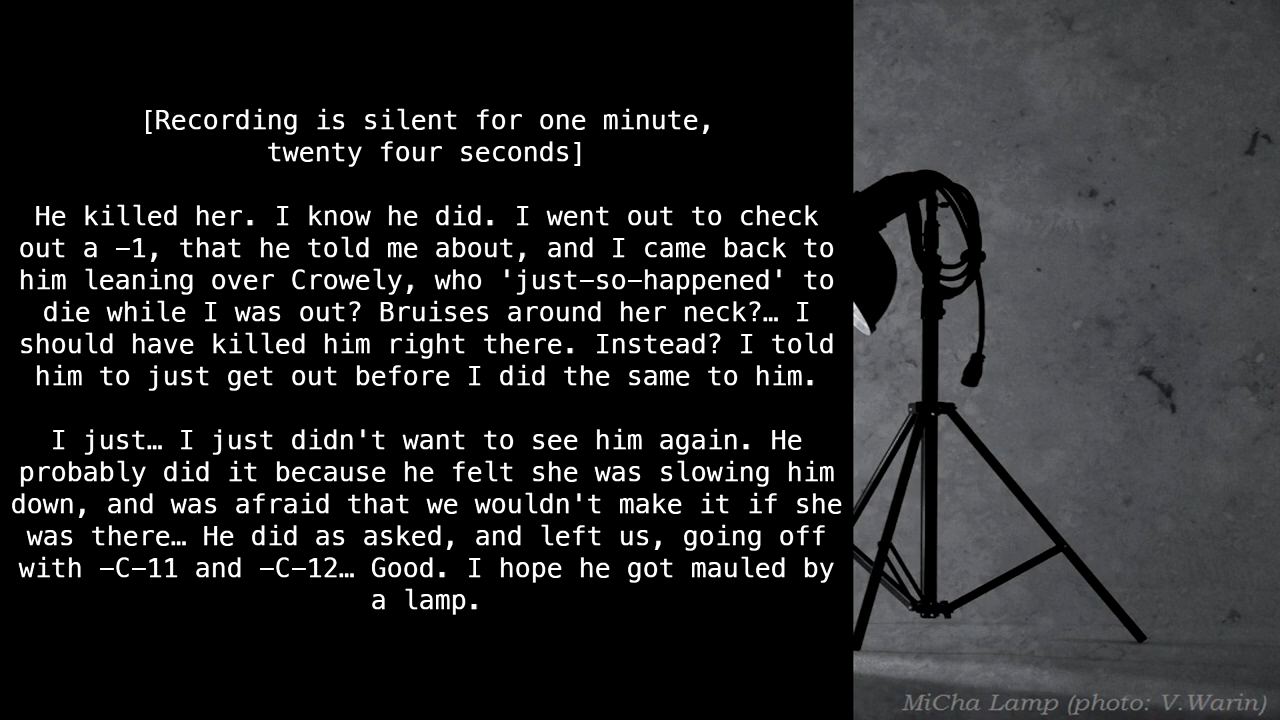 [Recording is silent for one minute,
twenty four seconds]
He killed her. I know he did. I went out to check
out a -1, that he told me about, and I came back to
him leaning over Crowely, who 'just-so-happened' to
die while I was out? Bruises around her neck?… I
should have killed him right there. Instead? I told
him to just get out before I did the same to him.
I just… I just didn't want to see him again. He
probably did it because he felt she was slowing him
down, and was afraid that we wouldn't make it if she
was there… He did as asked, and left us, going off
with -C-11 and -C-12… Good. I hope he got mauled by
a lamp.
MiCha Lamp (photo: V.Warin)